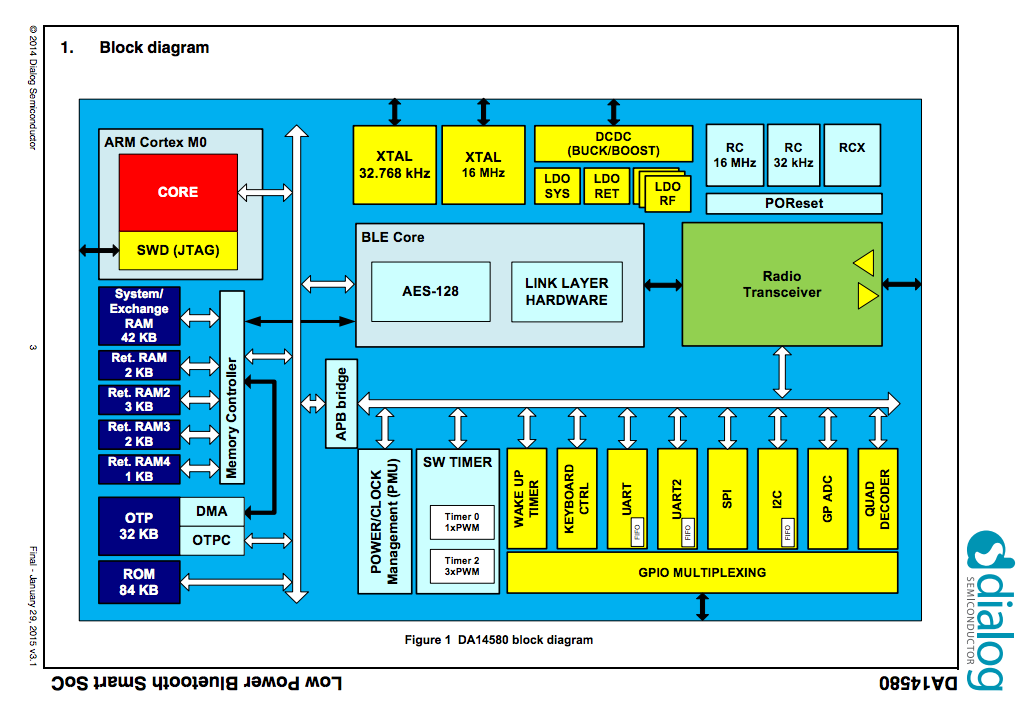 © 2014 Dialog Semiconductor
3
Final - January 29, 2015 v3.1
1. Block diagram
ARM Cortex M0
CORE
SWD (JTAG)
XTAL
32.768 kHz
XTAL
16 MHz
DCDC
(BUCK/BOOST)
LDO
SYS
LDO
RET
LDO
RF
RC
16 MHz
RC
32 kHz
RCX
POReset
BLE Core
AES-128
LINK LAYER
HARDWARE
Radio
Transceiver
System/
Exchange
RAM
42 KB
Ret. RAM
2 KB
Ret. RAM2
3 KB
Ret. RAM3
2 KB
Ret. RAM4
1 KB
Memory Controller
OTP
32 KB
DMA
OTPC
ROM
84 KB
APB bridge
POWER/CLOCK
Management (PMU)
SW TIMER
Timer 0
1xPWM
Timer 2
3xPWM
WAKE UP
TIMER
KEYBOARD
CTRL
UART
FIFO
UART2
FIFO
SPI
I2C
FIFO
GP ADC
QUAD
DECODER
GPIO MULTIPLEXING
Figure 1 DA14580 block diagram
Low Power Bluetooth Smart SoC
DA14580
dialog
SEMICONDUCTOR